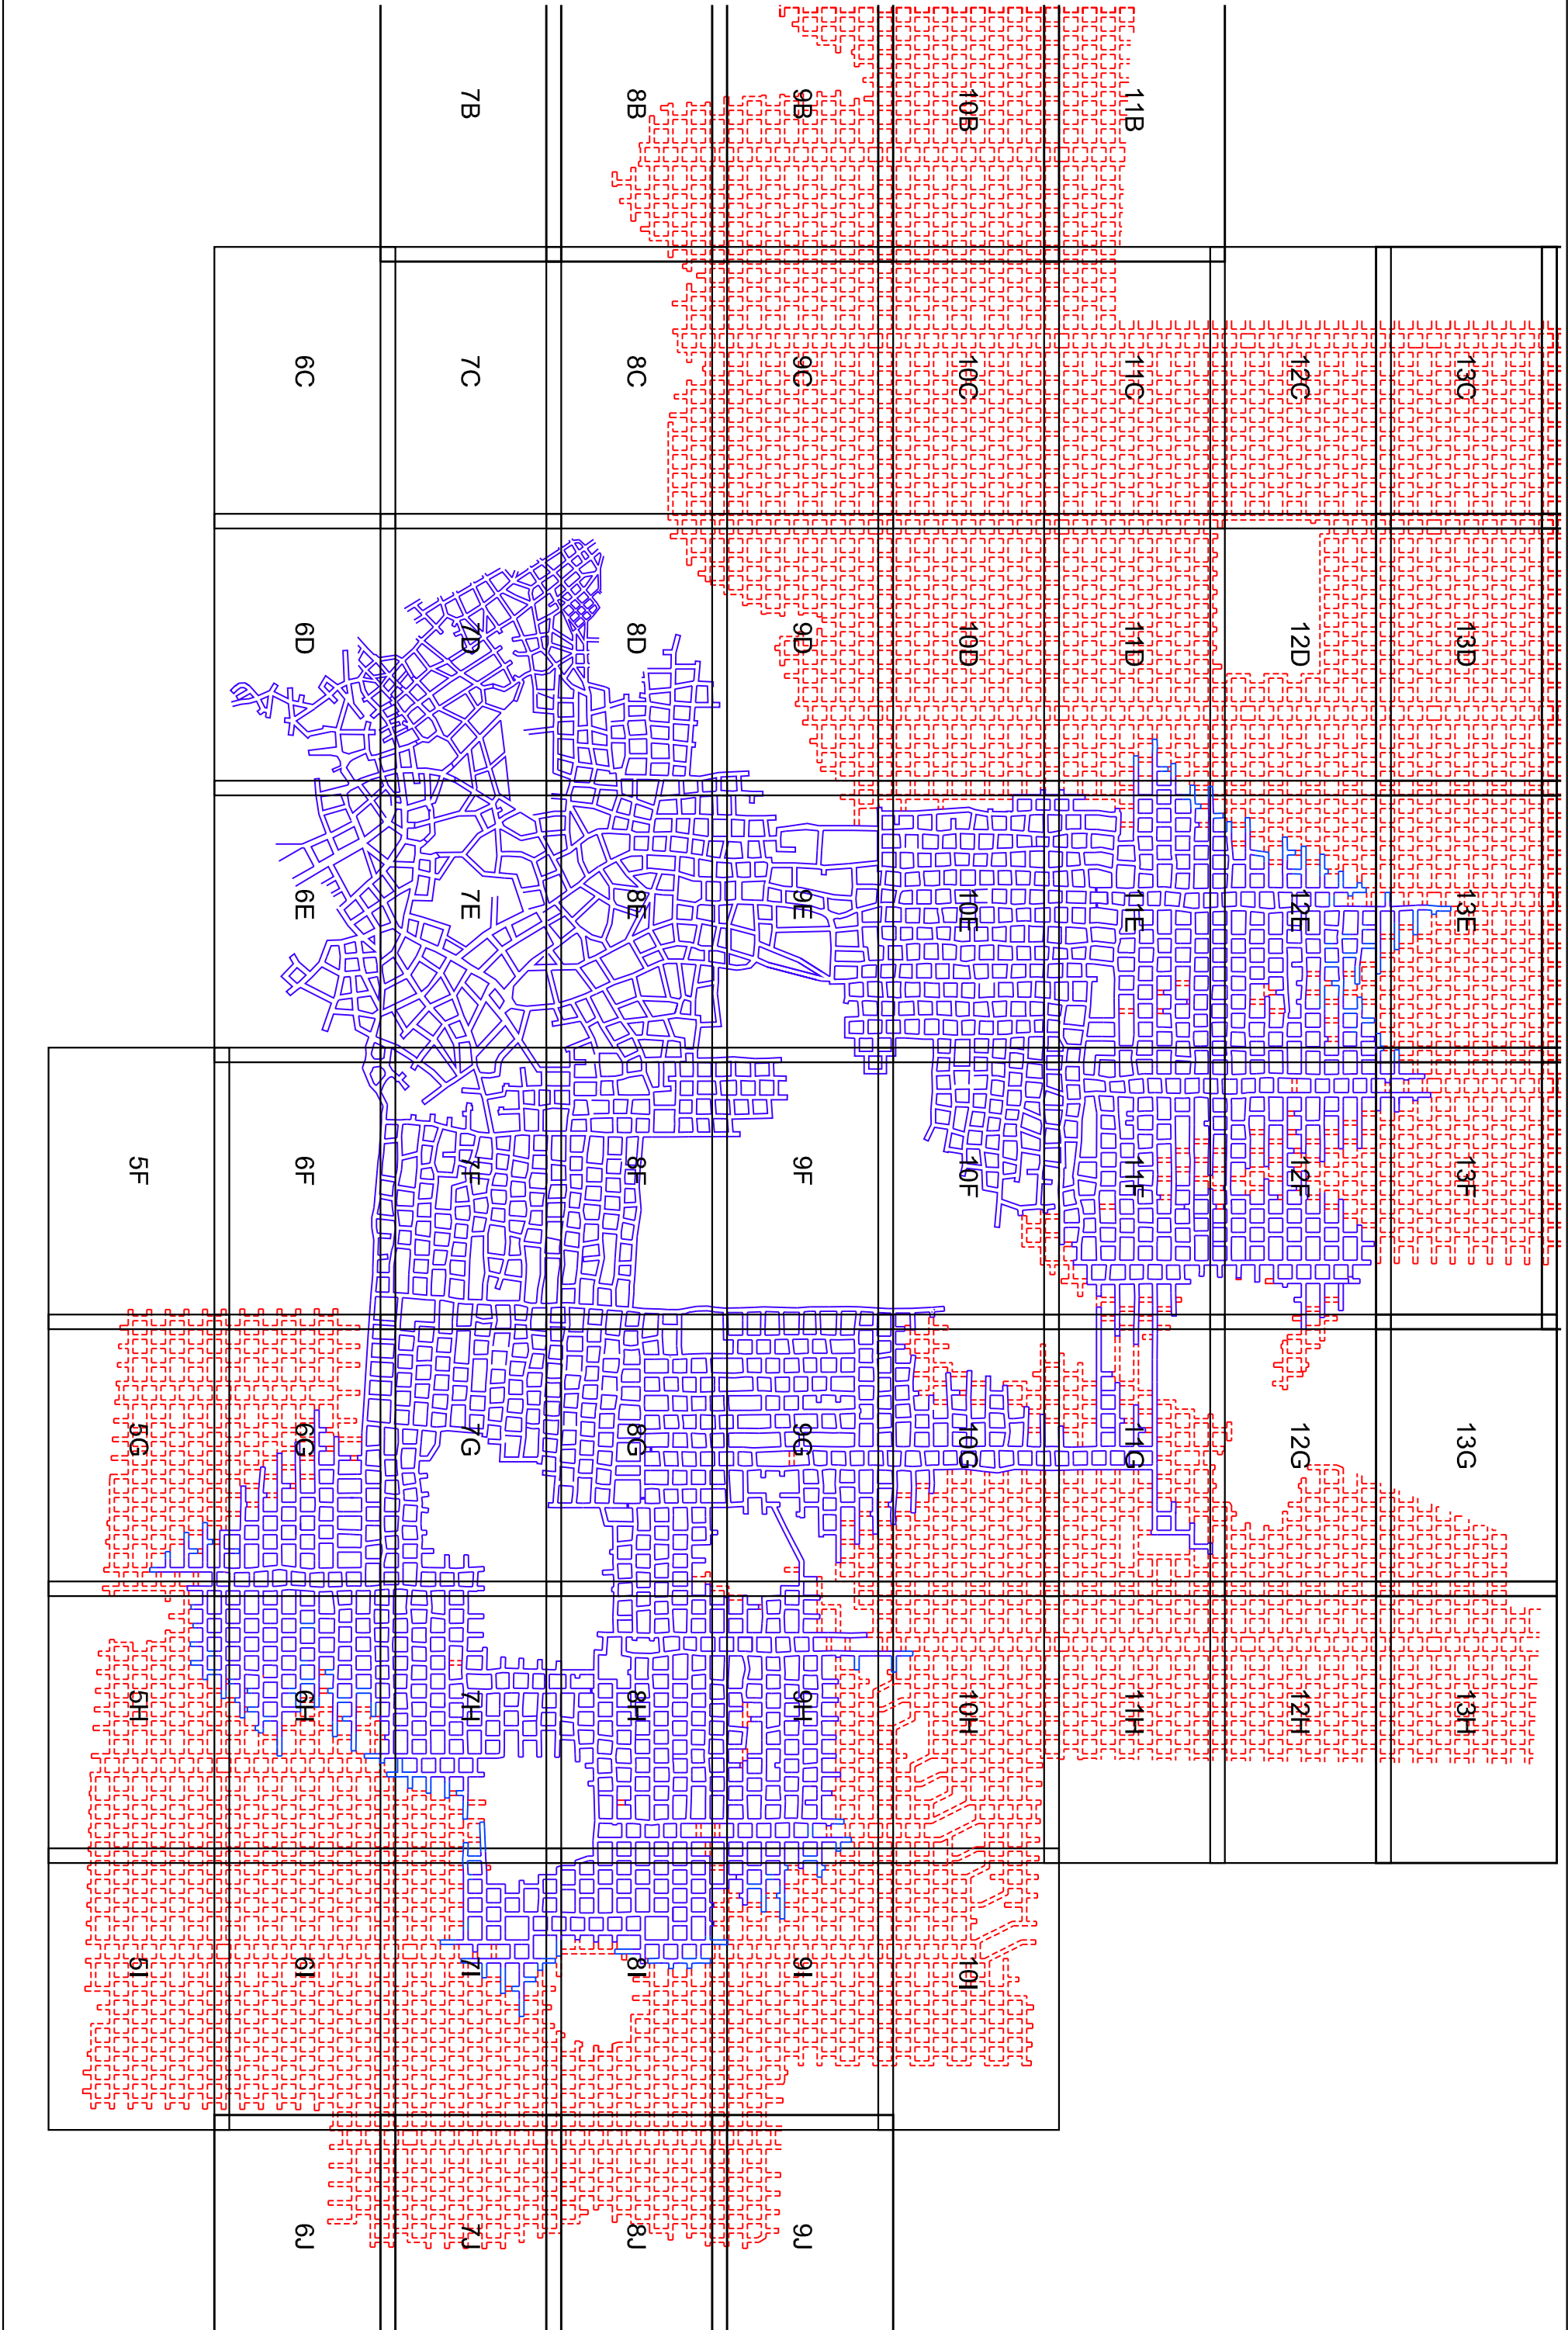 7B 8B 9B 10B 11B
6C 7C 8C 9C 10C 11C 12C 13C
6D 7D 8D 9D 10D 11D 12D 13D
6E 7E 8E 9E 10E 11E 12E 13E
5F 6F 7F 8F 9F 10F 11F 12F 13F
5G 6G 7G 8G 9G 10G 11G 12G 13G
5H 6H 7H 8H 9H 10H 11H 12H 13H
5I 6I 7I 8I 9I 10I
6J 7J 8J 9J